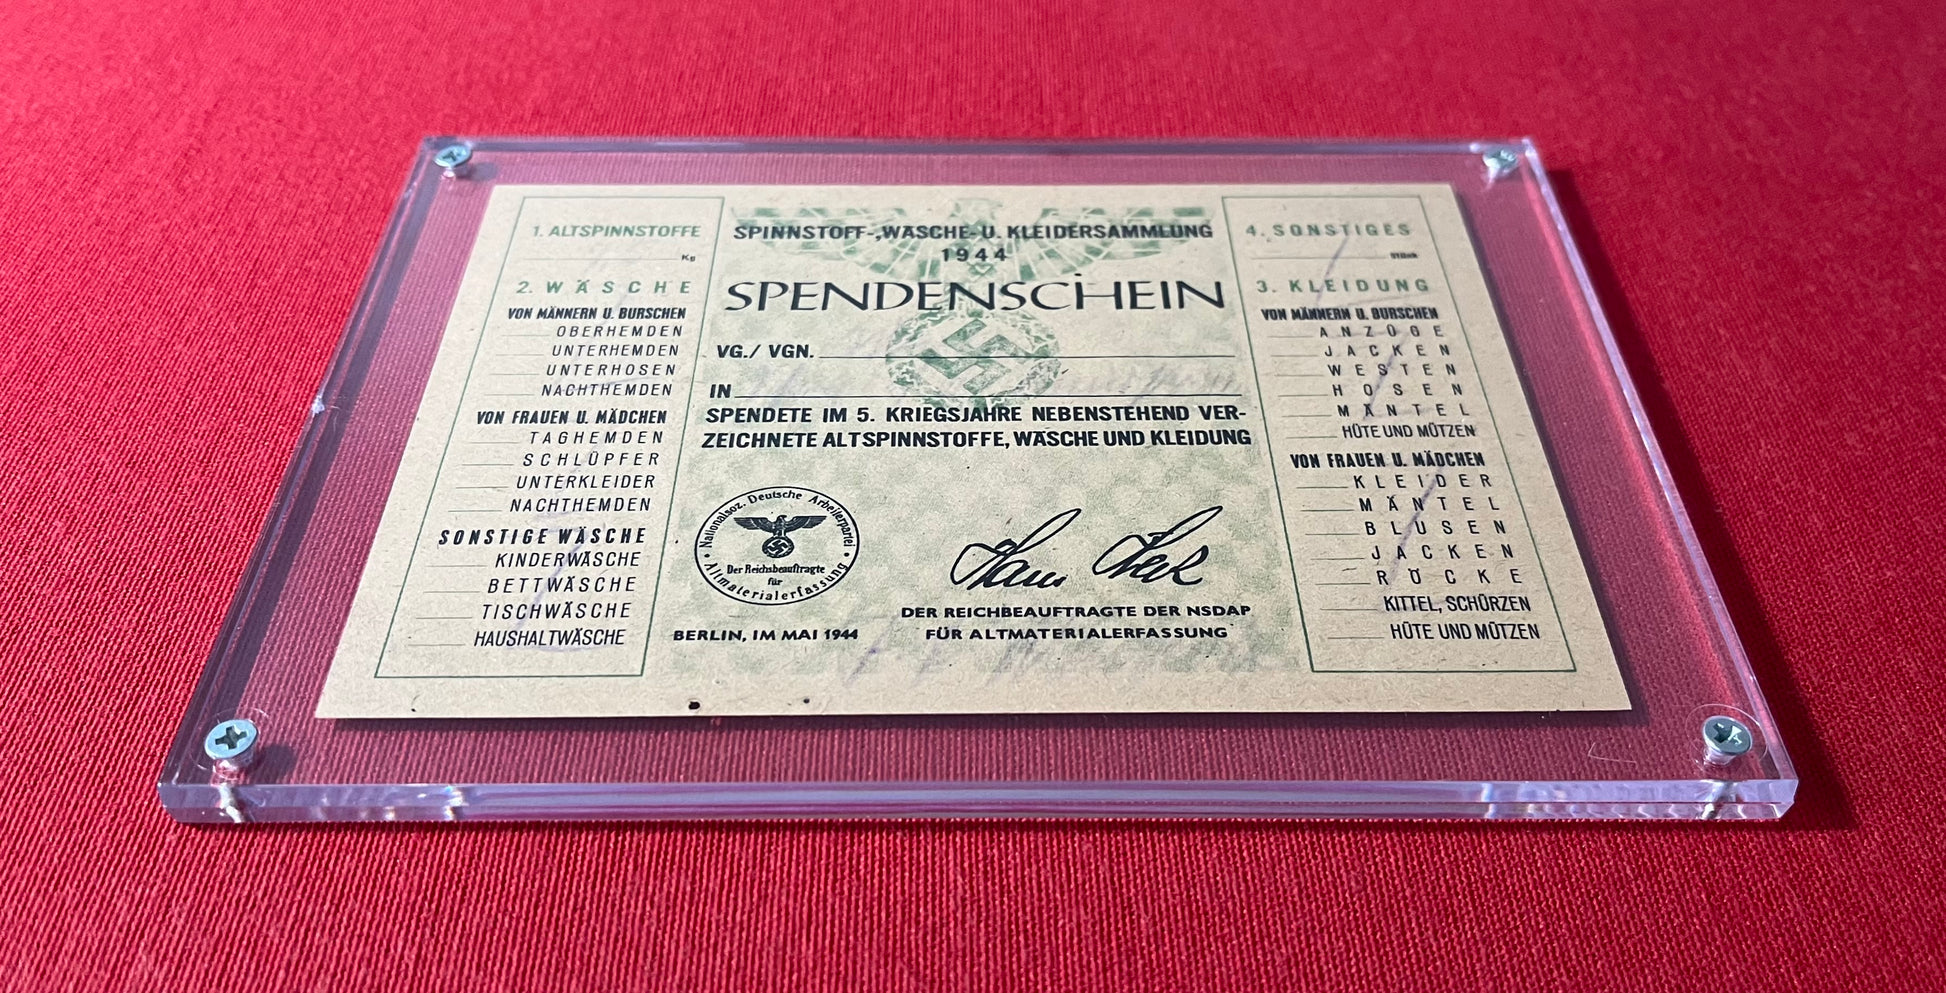 1. ALTSPINNSTOFFE
Kg
2. WÄSCHE
VON MÄNNERN U. BURSCHEN
OBERHEMDEN
UNTERHEMDEN
UNTERHOSEN
NACHTHEMDEN
VON FRAUEN U. MÄDCHEN
TAGHEMDEN
SCHLÜPFER
UNTERKLEIDER
NACHTHEMDEN
SONSTIGE WÄSCHE
KINDERWÄSCHE
BETTWÄSCHE
TISCHWÄSCHE
HAUSHALTWÄSCHE
SPINNSTOFF-, WÄSCHE- U. KLEIDERSAMMLUNG
1944
SPENDENSCHEIN
VG./ VGN.
IN
SPENDETE IM 5. KRIEGSJAHRE NEBENSTEHEND VER-
ZEICHNETE ALTSPINNSTOFFE, WÄSCHE UND KLEIDUNG
Nationalsoz. Deutsche Arbeiterpartei
Der Reichsbeauftragte
für
Altmaterialerfassung
BERLIN, IM MAI 1944
Hans Heck
DER REICHBEAUFTRAGTE DER NSDAP
FÜR ALTMATERIALERFASSUNG
4. SONSTIGES
Stück
3. KLEIDUNG
VON MÄNNERN U. BURSCHEN
ANZÜGE
JACKEN
WESTEN
HOSEN
MÄNTEL
HÜTE UND MÜTZEN
VON FRAUEN U. MÄDCHEN
KLEIDER
MÄNTEL
BLUSEN
JACKEN
RÖCKE
KITTEL, SCHÜRZEN
HÜTE UND MÜTZEN